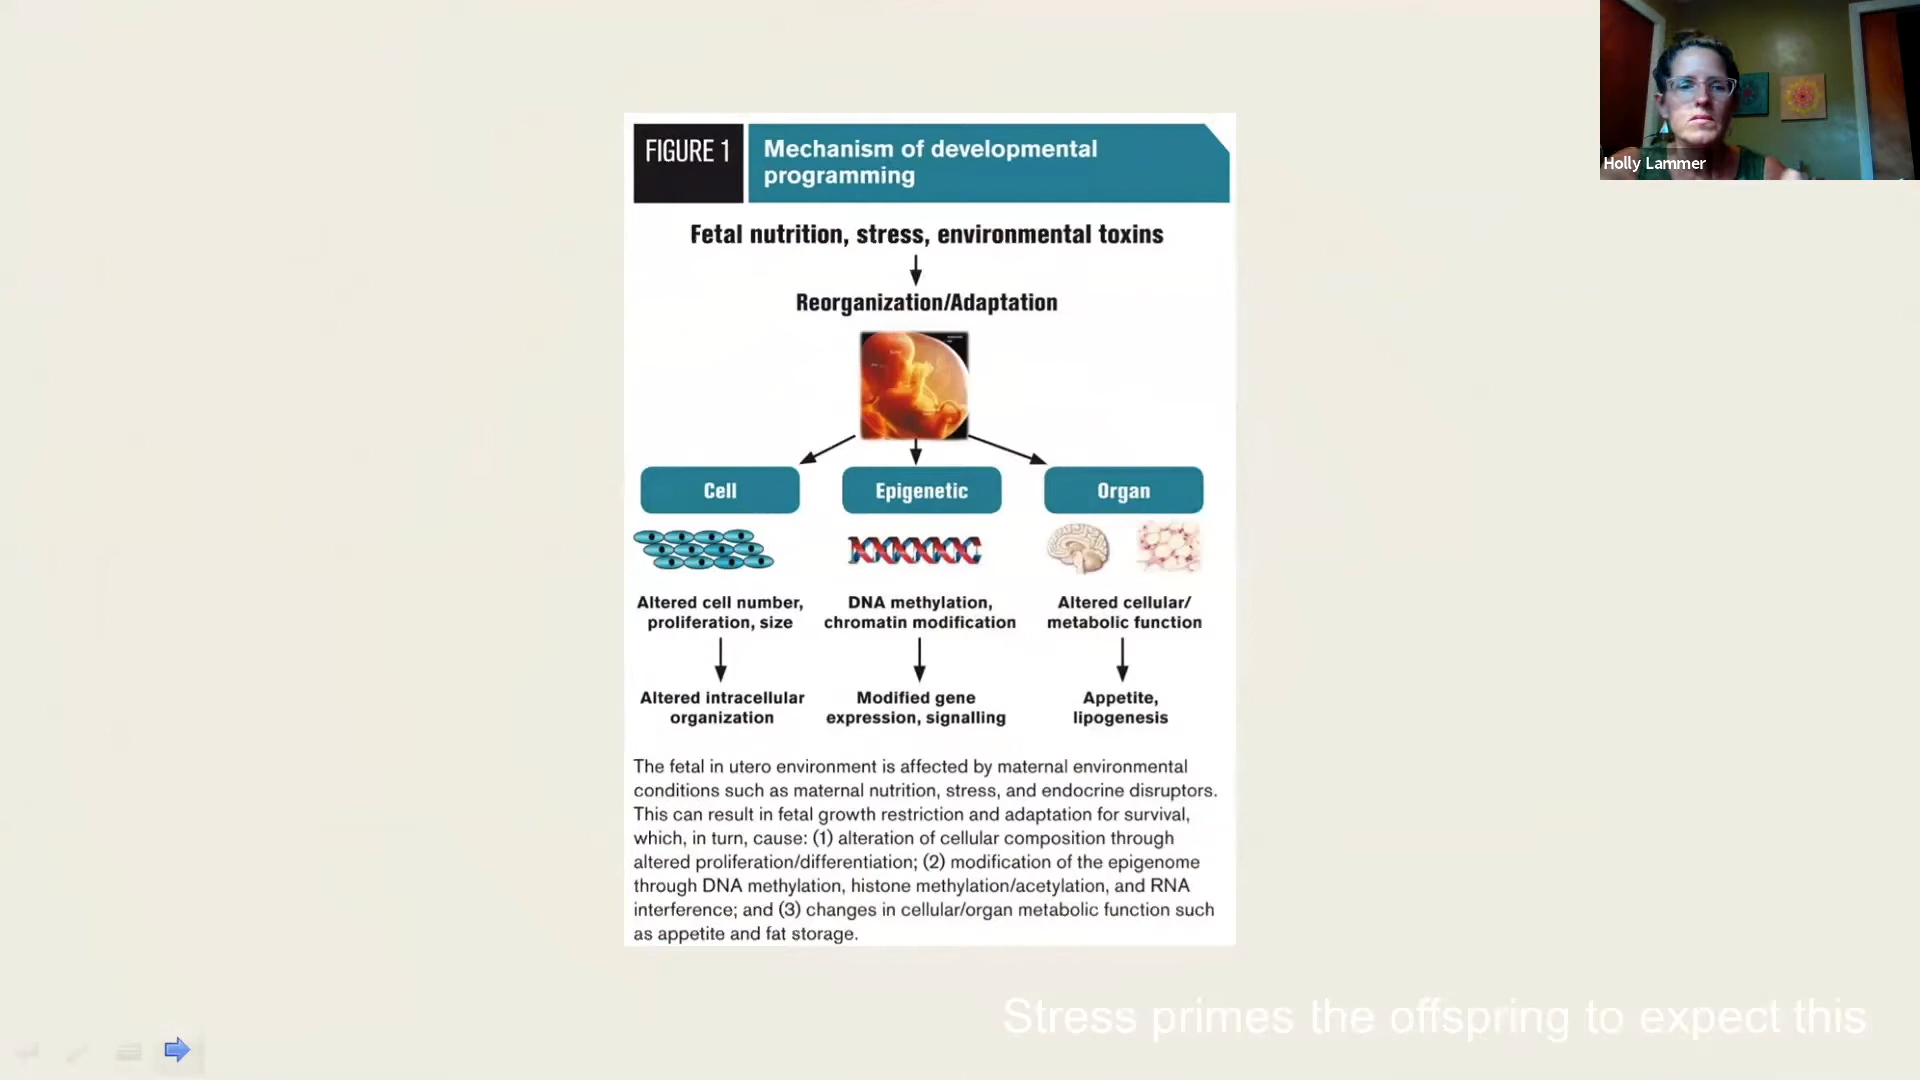 FIGURE 1
Mechanism of developmental
programming
Fetal nutrition, stress, environmental toxins
Reorganization/Adaptation
Cell
Epigenetic
Organ
Altered cell number,
proliferation, size
DNA methylation,
chromatin modification
Altered cellular/
metabolic function
Altered intracellular
organization
Modified gene
expression, signalling
Appetite,
lipogenesis
The fetal in utero environment is affected by maternal environmental
conditions such as maternal nutrition, stress, and endocrine disruptors.
This can result in fetal growth restriction and adaptation for survival,
which, in turn, cause: (1) alteration of cellular composition through
altered proliferation/differentiation; (2) modification of the epigenome
through DNA methylation, histone methylation/acetylation, and RNA
interference; and (3) changes in cellular/organ metabolic function such
as appetite and fat storage.
Stress primes the offspring to expect this
Holly Lammer